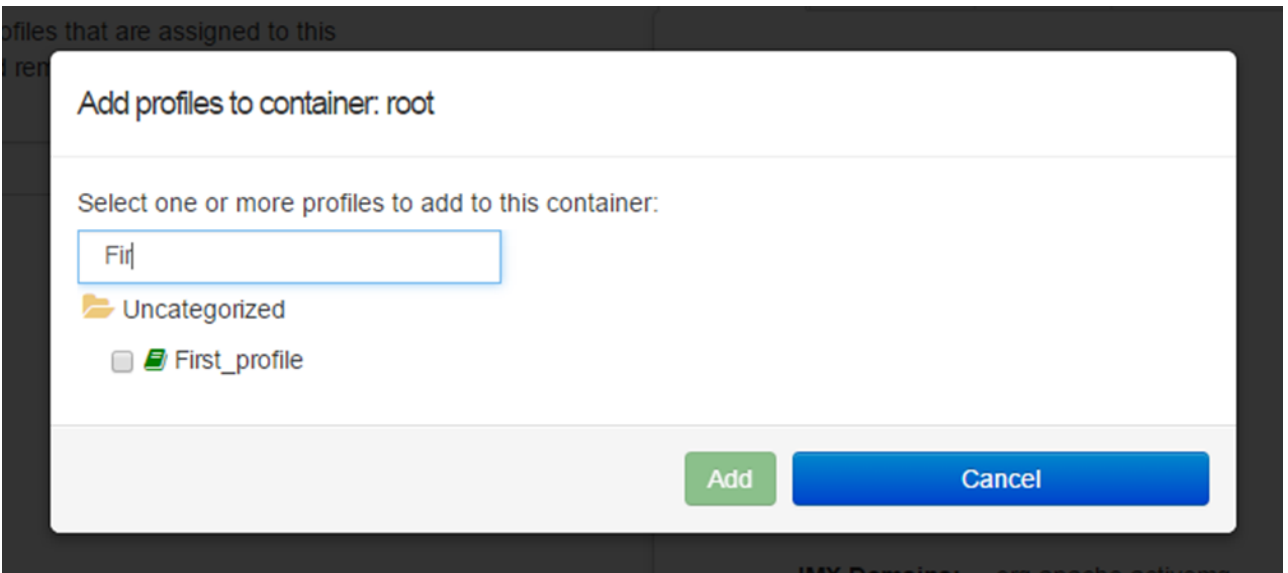 ofiles that are assigned to this
Add profiles to container: root
Select one or more profiles to add to this container:
Fir
Uncategorized
First_profile
Add
Cancel